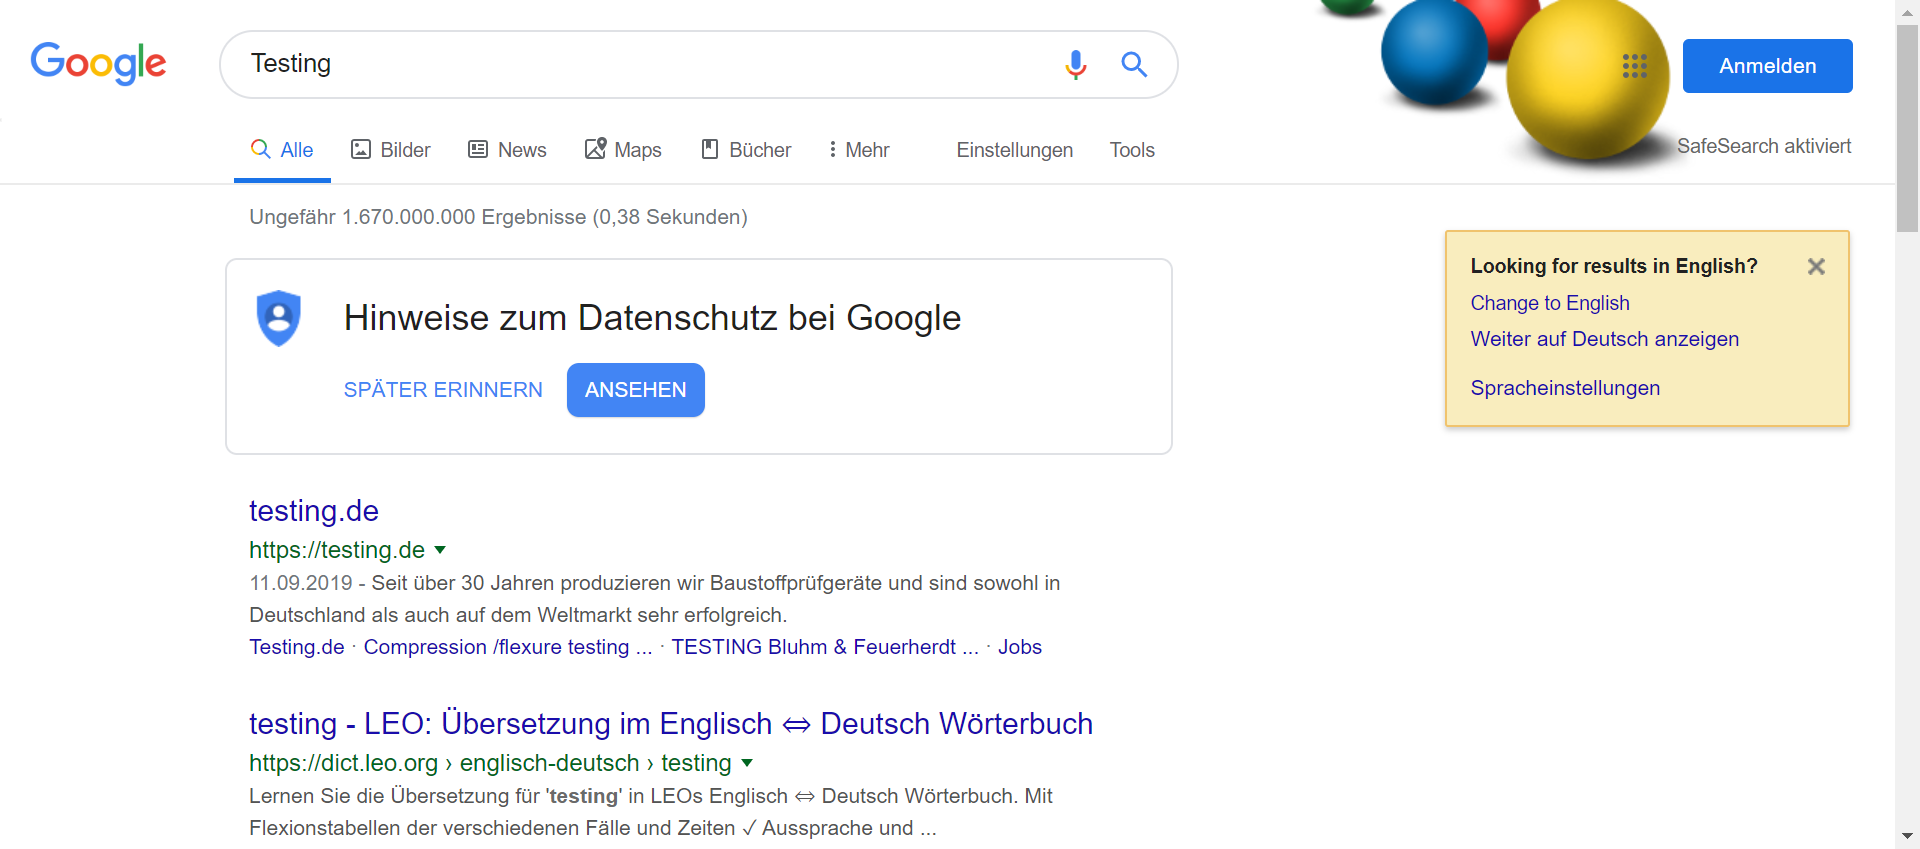 Google
Testing
Anmelden
Alle Bilder News Maps Bücher Mehr Einstellungen Tools
SafeSearch aktiviert
Ungefähr 1.670.000.000 Ergebnisse (0,38 Sekunden)
Hinweise zum Datenschutz bei Google
SPÄTER ERINNERN ANSEHEN
Looking for results in English?
Change to English
Weiter auf Deutsch anzeigen
Spracheinstellungen
testing.de
https://testing.de
11.09.2019 - Seit über 30 Jahren produzieren wir Baustoffprüfgeräte und sind sowohl in
Deutschland als auch auf dem Weltmarkt sehr erfolgreich.
Testing.de · Compression /flexure testing ... · TESTING Bluhm & Feuerherdt ... · Jobs
testing - LEO: Übersetzung im Englisch ⇔ Deutsch Wörterbuch
https://dict.leo.org › englisch-deutsch › testing
Lernen Sie die Übersetzung für 'testing' in LEOs Englisch ⇔ Deutsch Wörterbuch. Mit
Flexionstabellen der verschiedenen Fälle und Zeiten ✓ Aussprache und ...